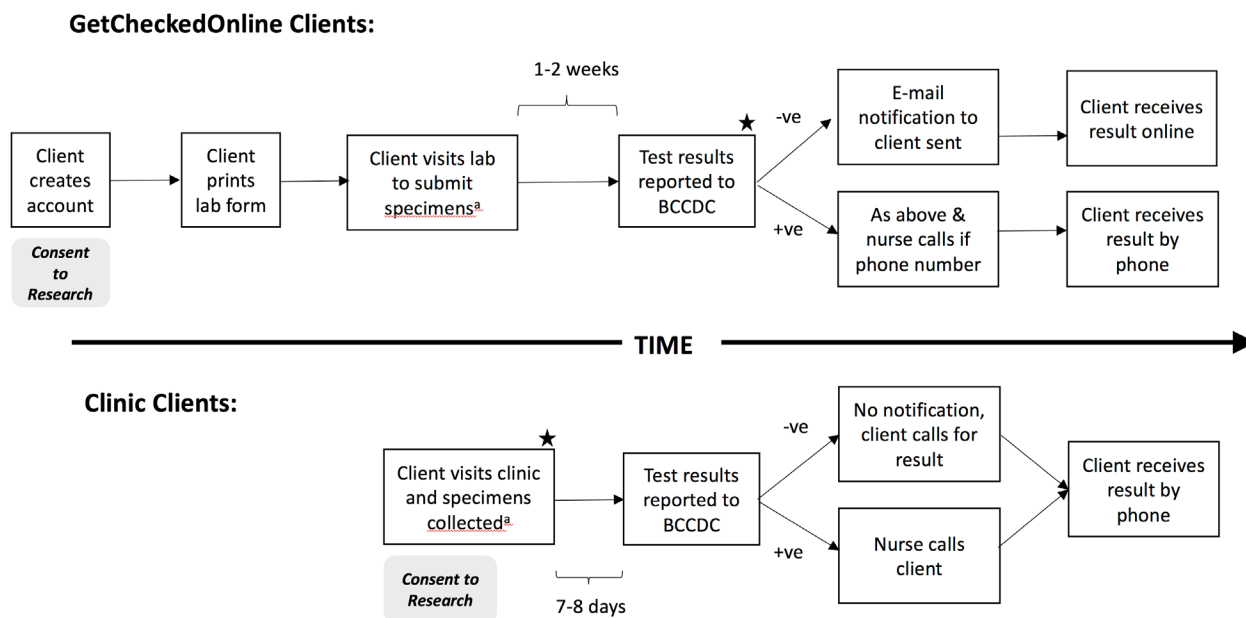 GetCheckedOnline Clients:
1-2 weeks
Client
creates
account
Client
prints
lab form
Client visits lab
to submit
specimensᵃ
Test results
reported to
BCCDC
-ve
+ve
E-mail
notification to
client sent
Client receives
result online
As above &
nurse calls if
phone number
Client receives
result by
phone
Consent
to
Research
TIME
Clinic Clients:
Client visits clinic
and specimens
collectedᵃ
Test results
reported to
BCCDC
-ve
+ve
No notification,
client calls for
result
Nurse calls
client
Client receives
result by
phone
Consent to
Research
7-8 days